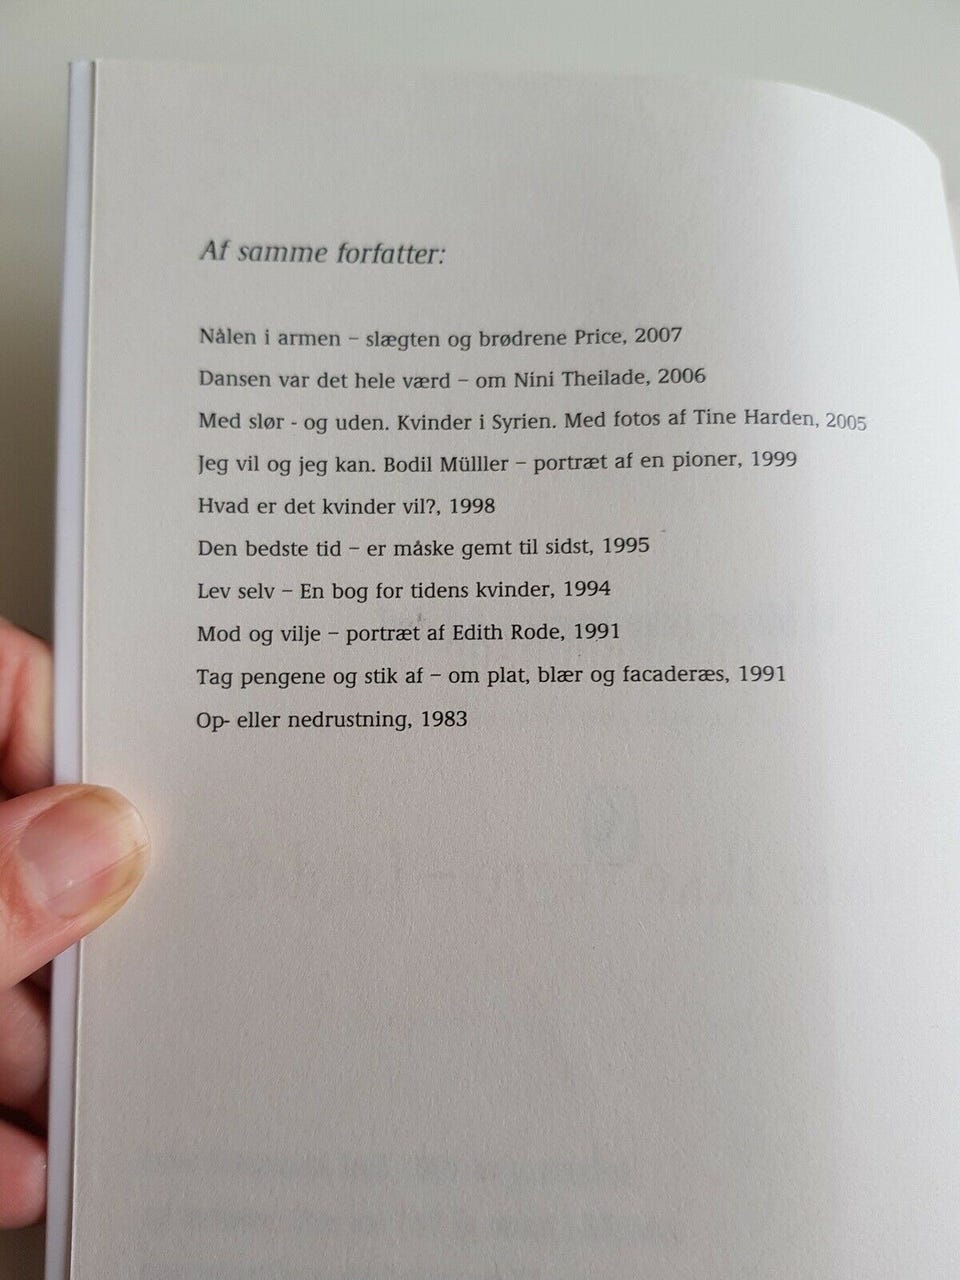 Af samme forfatter:
Nålen i armen – slægten og brødrene Price, 2007
Dansen var det hele værd – om Nini Theilade, 2006
Med slør - og uden. Kvinder i Syrien. Med fotos af Tine Harden, 2005
Jeg vil og jeg kan. Bodil Mülller – portræt af en pioner, 1999
Hvad er det kvinder vil?, 1998
Den bedste tid – er måske gemt til sidst, 1995
Lev selv – En bog for tidens kvinder, 1994
Mod og vilje – portræt af Edith Rode, 1991
Tag pengene og stik af – om plat, blær og facaderæs, 1991
Op- eller nedrustning, 1983